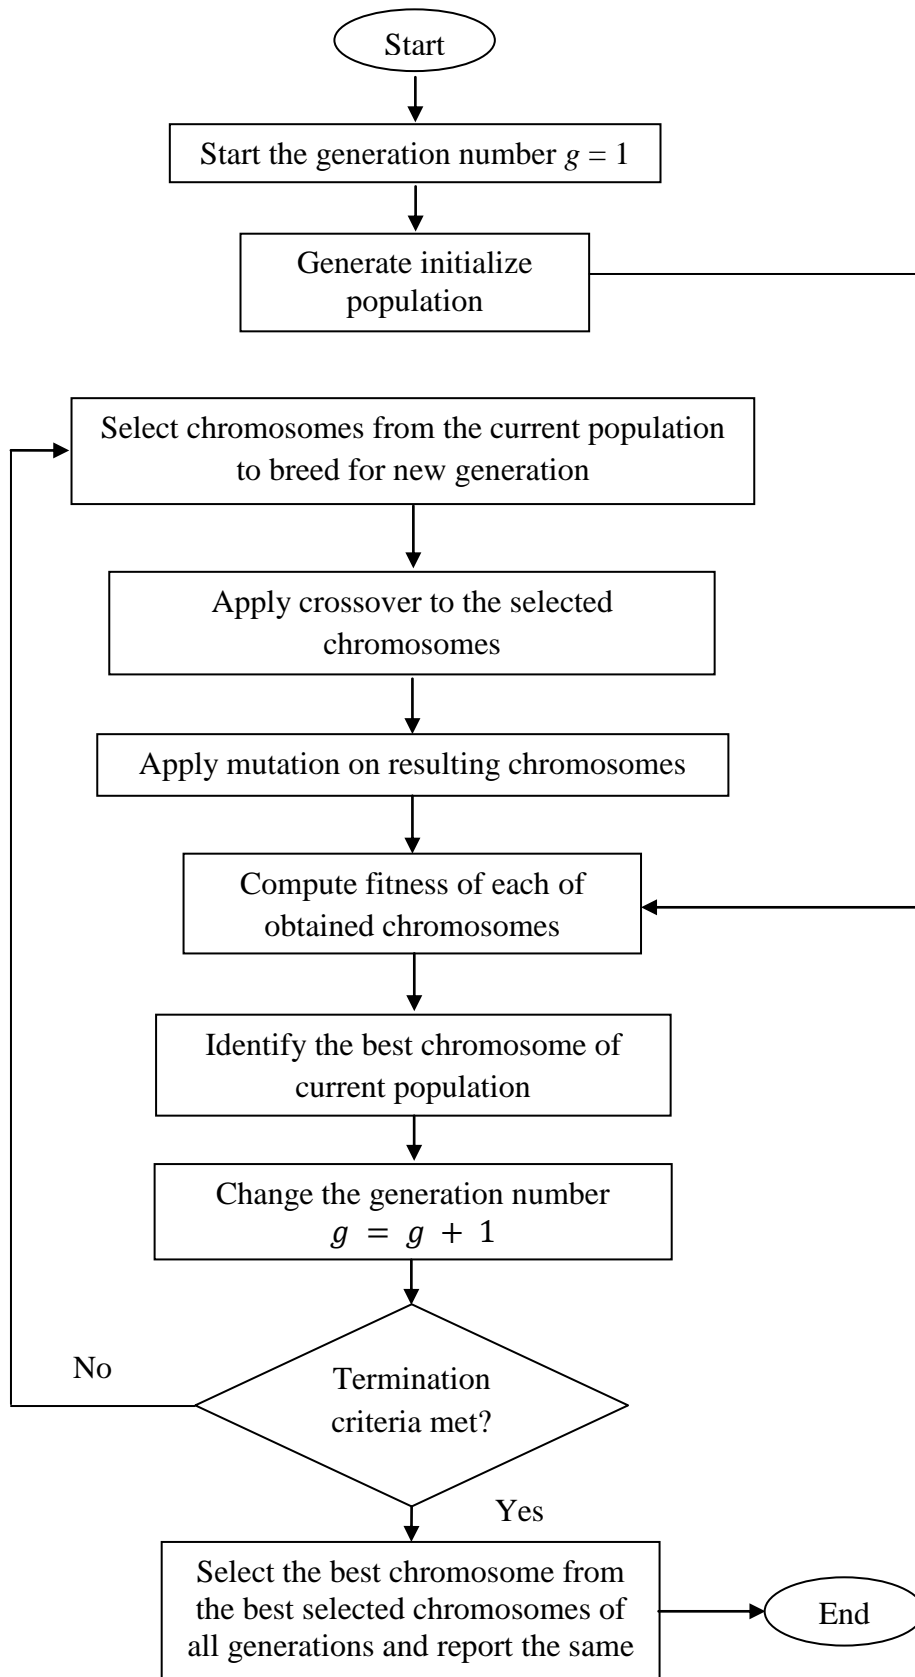 Start
Start the generation number g = 1
Generate initialize
population
Select chromosomes from the current population
to breed for new generation
Apply crossover to the selected
chromosomes
Apply mutation on resulting chromosomes
Compute fitness of each of
obtained chromosomes
Identify the best chromosome of
current population
Change the generation number
g = g + 1
No
Termination
criteria met?
Yes
Select the best chromosome from
the best selected chromosomes of
all generations and report the same
End